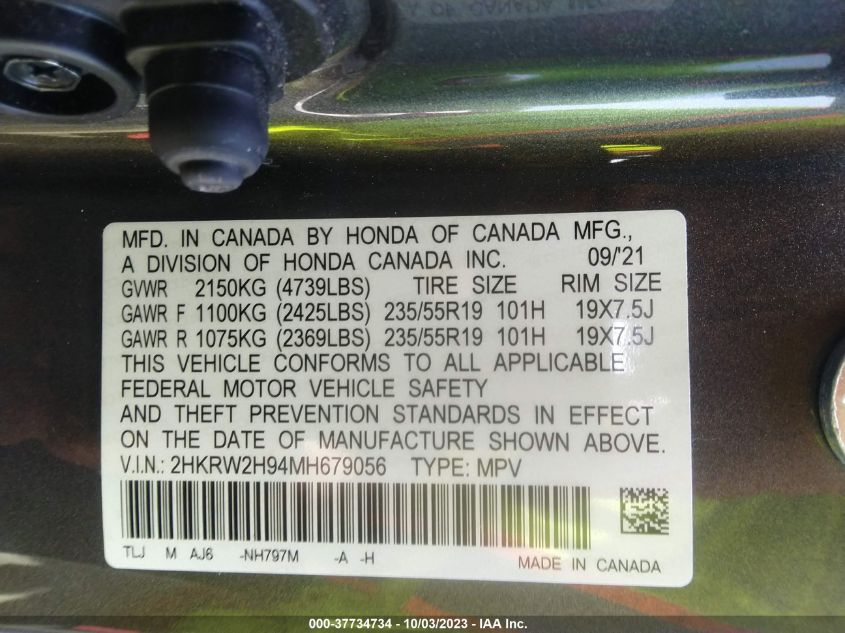 MFD. IN CANADA BY HONDA OF CANADA MFG.,
A DIVISION OF HONDA CANADA INC. 09/'21
GVWR 2150KG (4739LBS) TIRE SIZE RIM SIZE
GAWR F 1100KG (2425LBS) 235/55R19 101H 19X7.5J
GAWR R 1075KG (2369LBS) 235/55R19 101H 19X7.5J
THIS VEHICLE CONFORMS TO ALL APPLICABLE
FEDERAL MOTOR VEHICLE SAFETY
AND THEFT PREVENTION STANDARDS IN EFFECT
ON THE DATE OF MANUFACTURE SHOWN ABOVE.
V.I.N.: 2HKRW2H94MH679056 TYPE: MPV
TLJ M AJ6 -NH797M -A -H
MADE IN CANADA
000-37734734 - 10/03/2023 - IAA Inc.